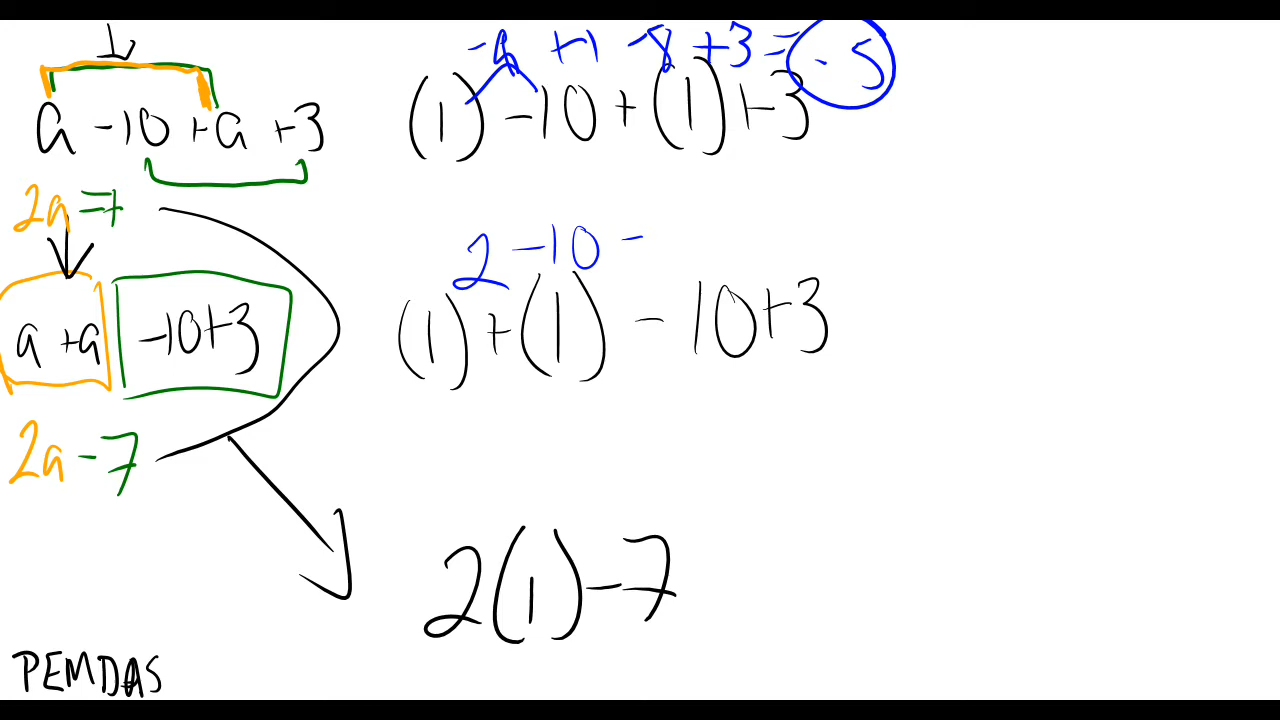 -9 +1 -8 +3 = -5
a -10 +a +3
(1) -10 + (1) + 3
2a =7
2 -10 -
a +a -10+3
(1) + (1) - 10+3
2a -7
2(1) -7
PEMDAS